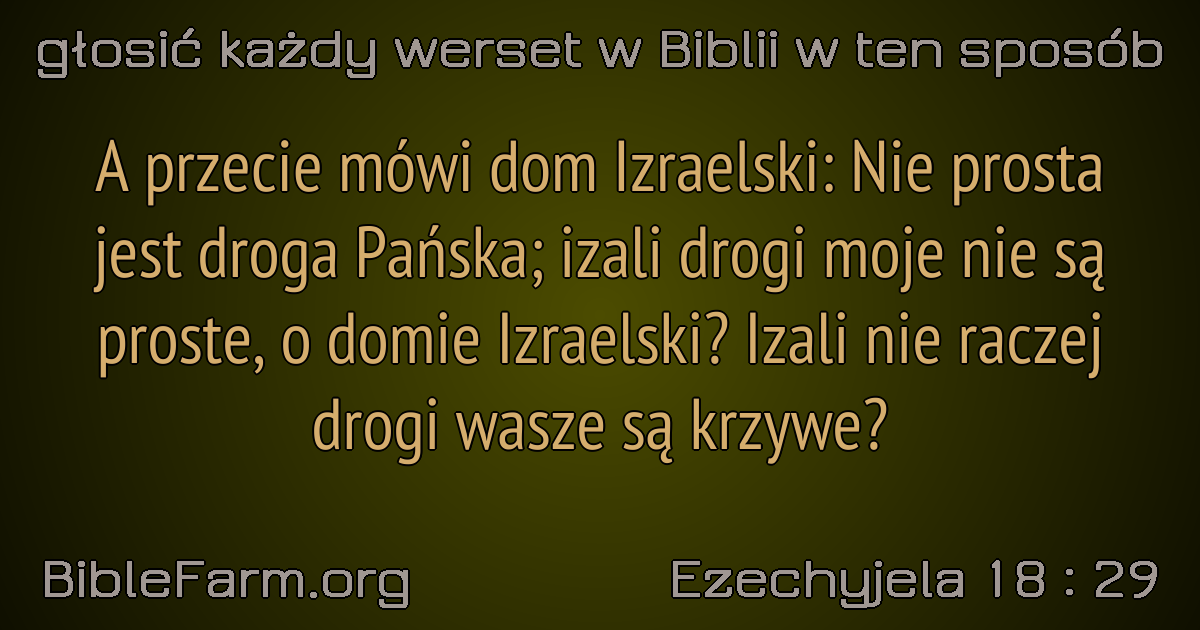 głosić każdy werset w Biblii w ten sposób
A przecie mówi dom Izraelski: Nie prosta
jest droga Pańska; izali drogi moje nie są
proste, o domie Izraelski? Izali nie raczej
drogi wasze są krzywe?
BibleFarm.org
Ezechyjela 18 : 29